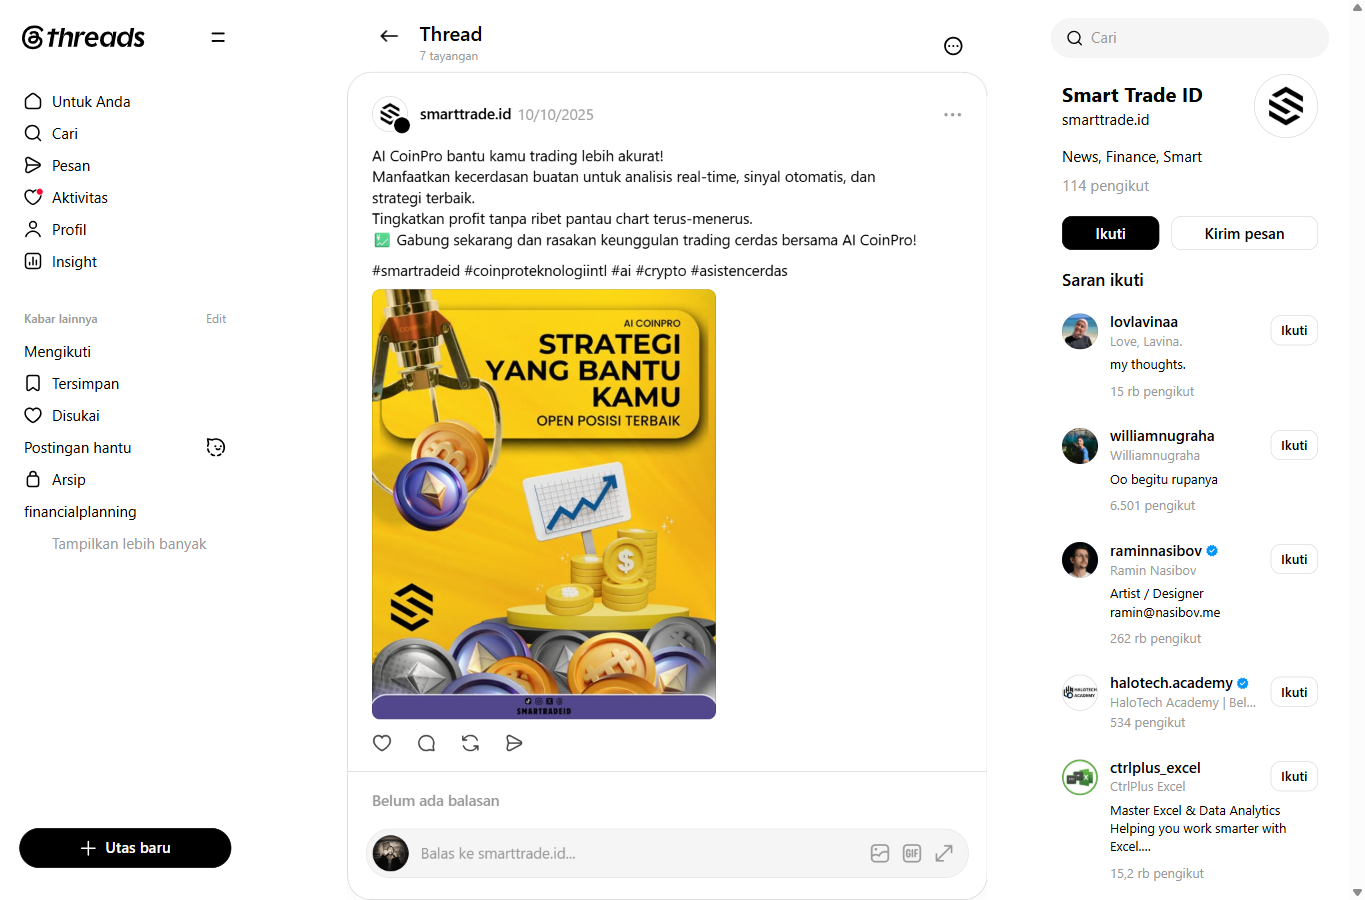 threads
Untuk Anda
Cari
Pesan
Aktivitas
Profil
Insight
Kabar lainnya
Edit
Mengikuti
Tersimpan
Disukai
Postingan hantu
Arsip
financialplanning
Tampilkan lebih banyak
Utas baru
Thread
7 tayangan
smarttrade.id 10/10/2025
AI CoinPro bantu kamu trading lebih akurat!
Manfaatkan kecerdasan buatan untuk analisis real-time, sinyal otomatis, dan
strategi terbaik.
Tingkatkan profit tanpa ribet pantau chart terus-menerus.
💹 Gabung sekarang dan rasakan keunggulan trading cerdas bersama AI CoinPro!
#smartradeid #coinproteknologiintl #ai #crypto #asistencerdas
AI COINPRO
STRATEGI
YANG BANTU
KAMU
OPEN POSISI TERBAIK
SMARTRADEID
Belum ada balasan
Balas ke smarttrade.id...
GIF
Cari
Smart Trade ID
smarttrade.id
News, Finance, Smart
114 pengikut
Ikuti
Kirim pesan
Saran ikuti
lovlavinaa
Love, Lavina.
my thoughts.
15 rb pengikut
Ikuti
williamnugraha
Williamnugraha
Oo begitu rupanya
6.501 pengikut
Ikuti
raminnasibov
Ramin Nasibov
Artist / Designer
ramin@nasibov.me
262 rb pengikut
Ikuti
HALOTECH
ACADEMY
halotech.academy
HaloTech Academy | Bel...
534 pengikut
Ikuti
ctrlplus_excel
CtrlPlus Excel
Master Excel & Data Analytics
Helping you work smarter with
Excel....
15,2 rb pengikut
Ikuti